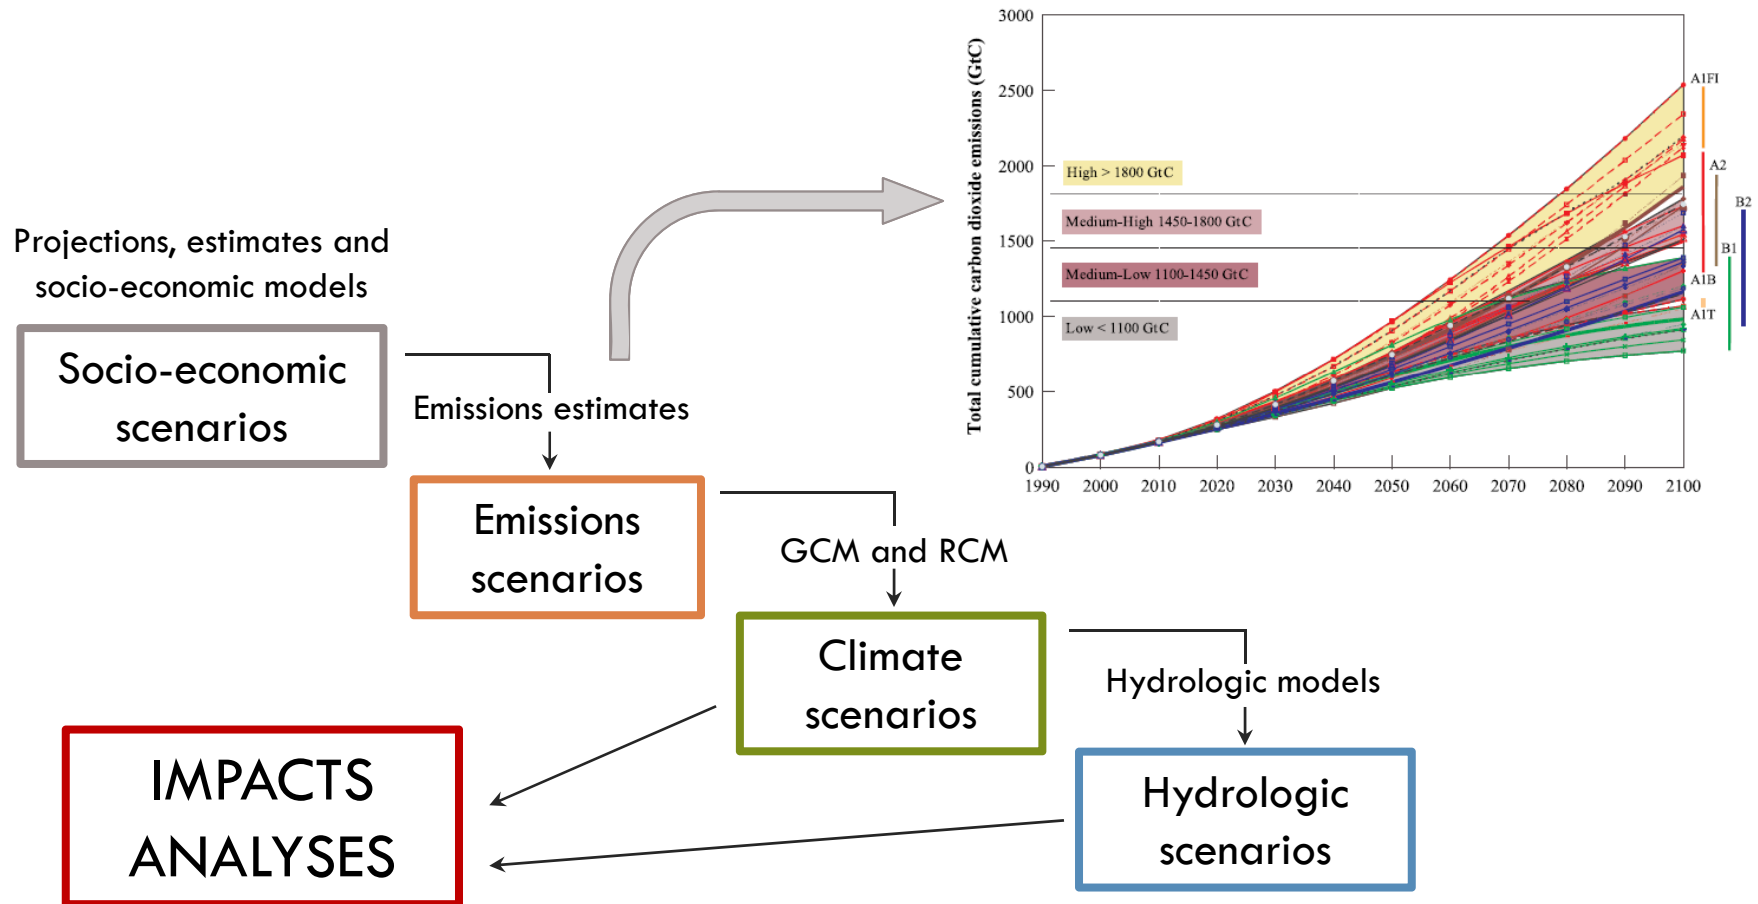 Projections, estimates and
socio-economic models
Socio-economic
scenarios
Emissions estimates
Emissions
scenarios
GCM and RCM
Climate
scenarios
Hydrologic models
Hydrologic
scenarios
IMPACTS
ANALYSES
Total cumulative carbon dioxide emissions (GtC)
3000
2500
2000
1500
1000
500
0
High > 1800 GtC
Medium-High 1450-1800 GtC
Medium-Low 1100-1450 GtC
Low < 1100 GtC
1990 2000 2010 2020 2030 2040 2050 2060 2070 2080 2090 2100
A1FI
A2
B2
B1
A1B
A1T